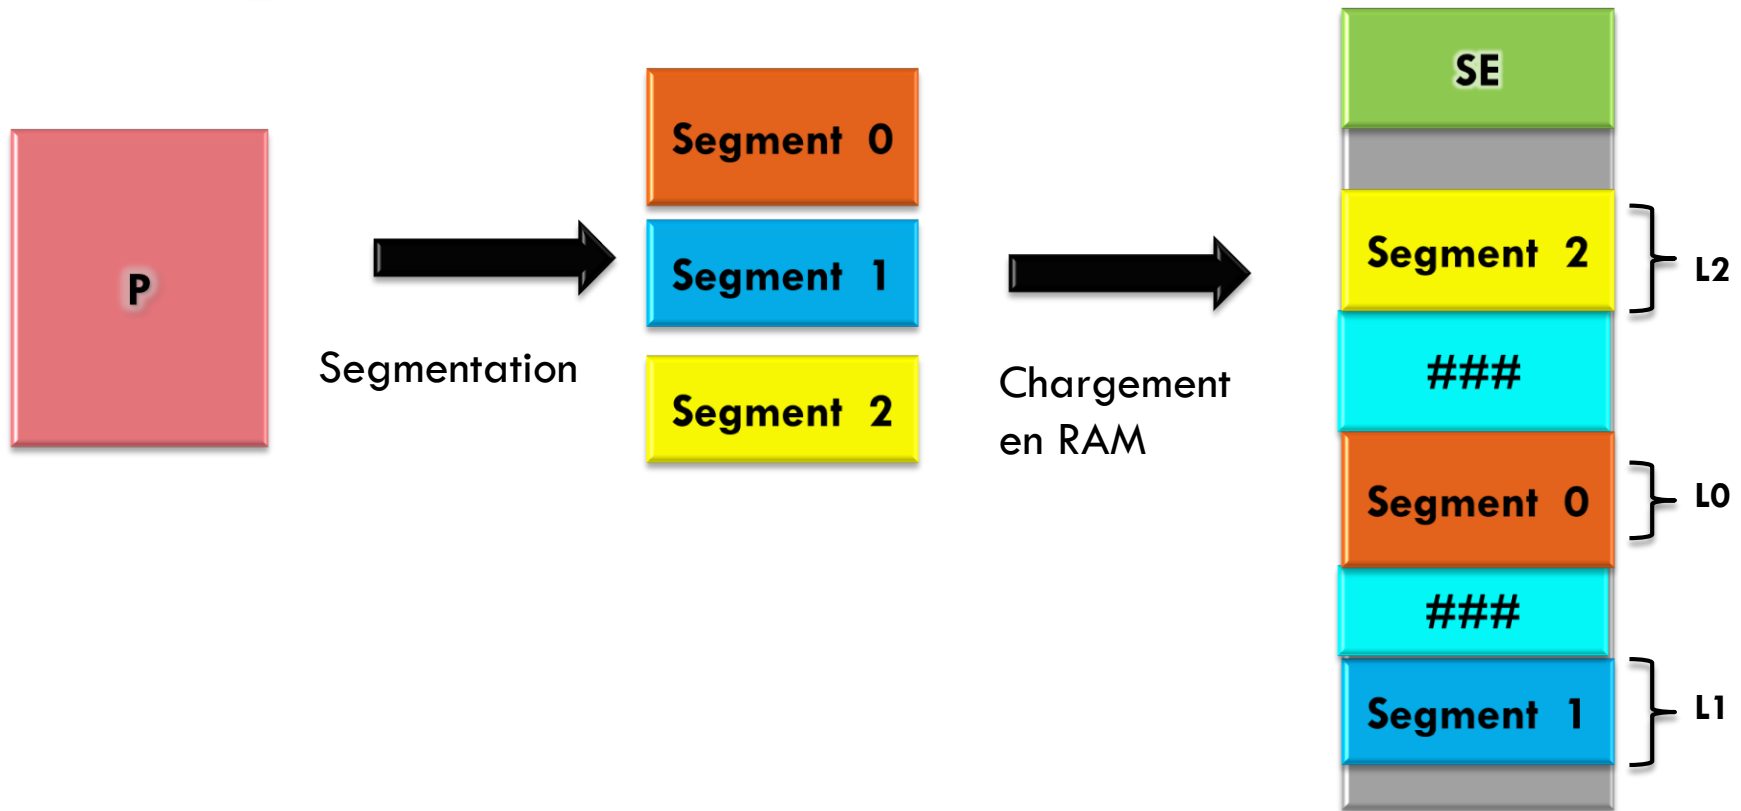 P
Segmentation
Segment 0
Segment 1
Segment 2
Chargement
en RAM
SE
Segment 2
L2
###
Segment 0
L0
###
Segment 1
L1